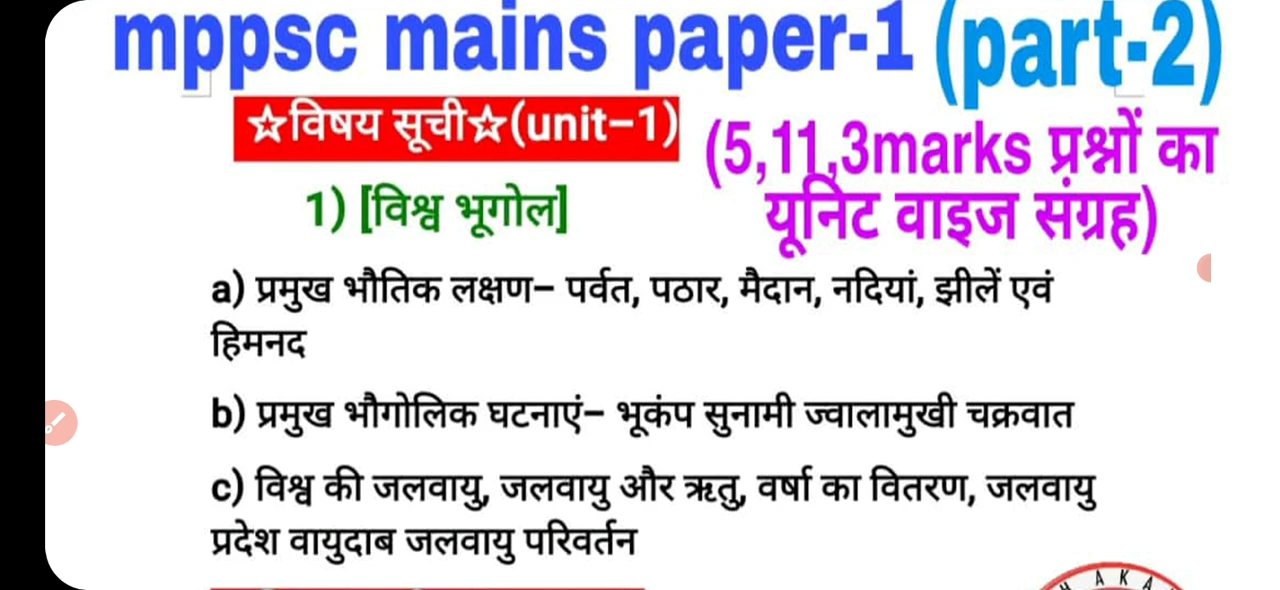 mppsc mains paper-1 (part-2)
☆विषय सूची☆(unit–1)
(5,11,3marks प्रश्नों का
यूनिट वाइज संग्रह)
1) [विश्व भूगोल]
a) प्रमुख भौतिक लक्षण– पर्वत, पठार, मैदान, नदियां, झीलें एवं
हिमनद
b) प्रमुख भौगोलिक घटनाएं– भूकंप सुनामी ज्वालामुखी चक्रवात
c) विश्व की जलवायु, जलवायु और ऋतु, वर्षा का वितरण, जलवायु
प्रदेश वायुदाब जलवायु परिवर्तन